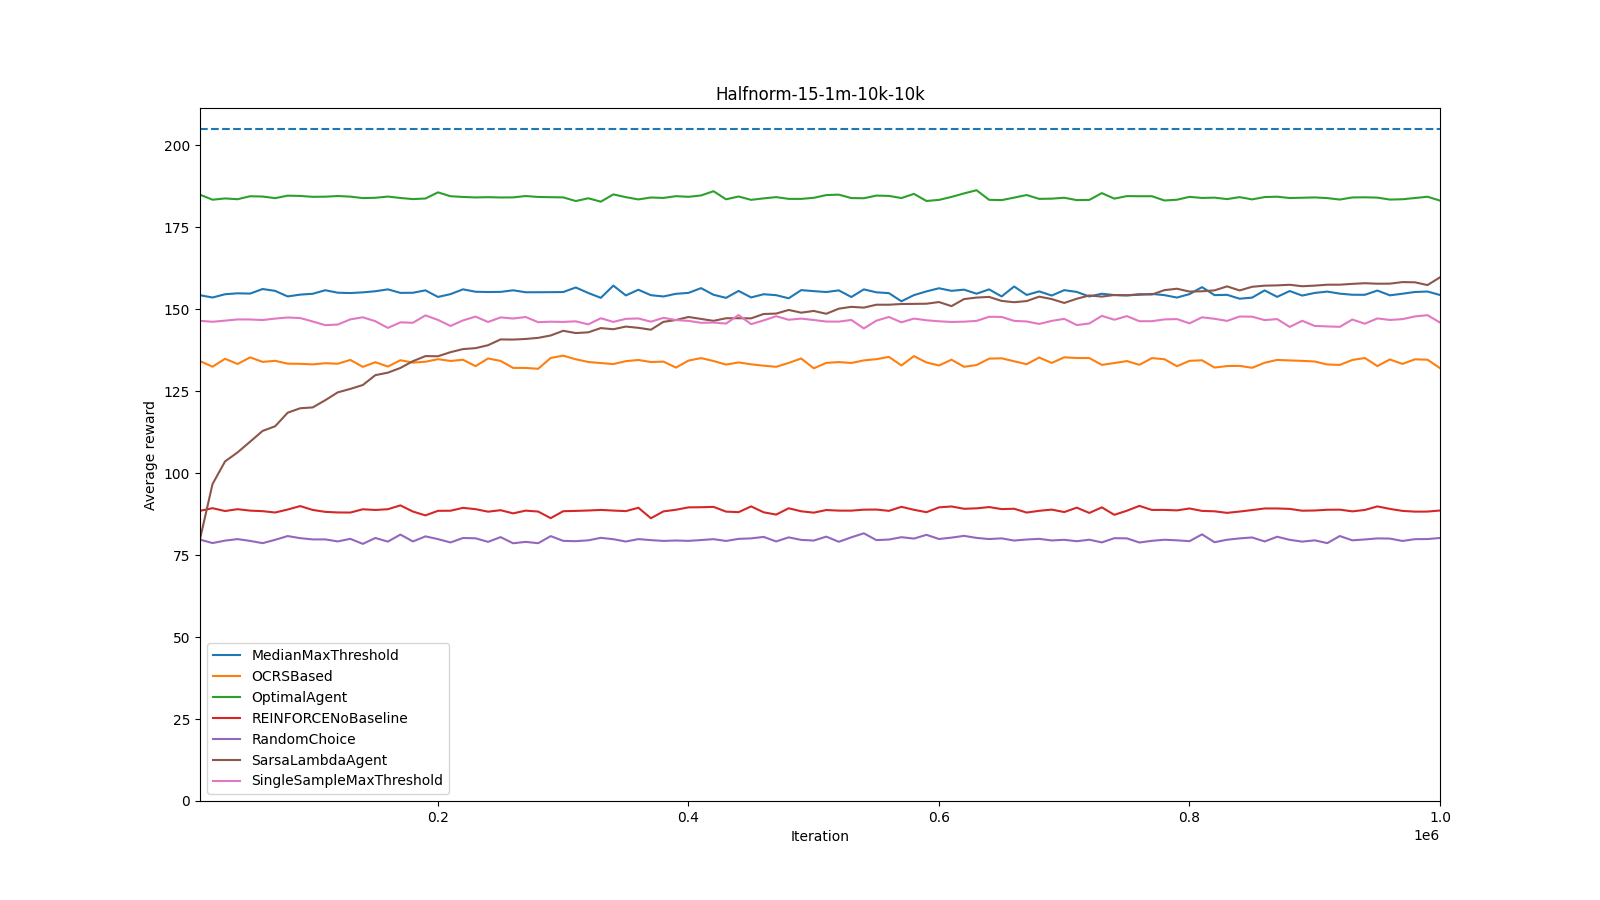 Halfnorm-15-1m-10k-10k
200
175
150
125
100
75
50
25
0
Average reward
MedianMaxThreshold
OCRSBased
OptimalAgent
REINFORCENoBaseline
RandomChoice
SarsaLambdaAgent
SingleSampleMaxThreshold
0.2 0.4 0.6 0.8 1.0
Iteration
1e6